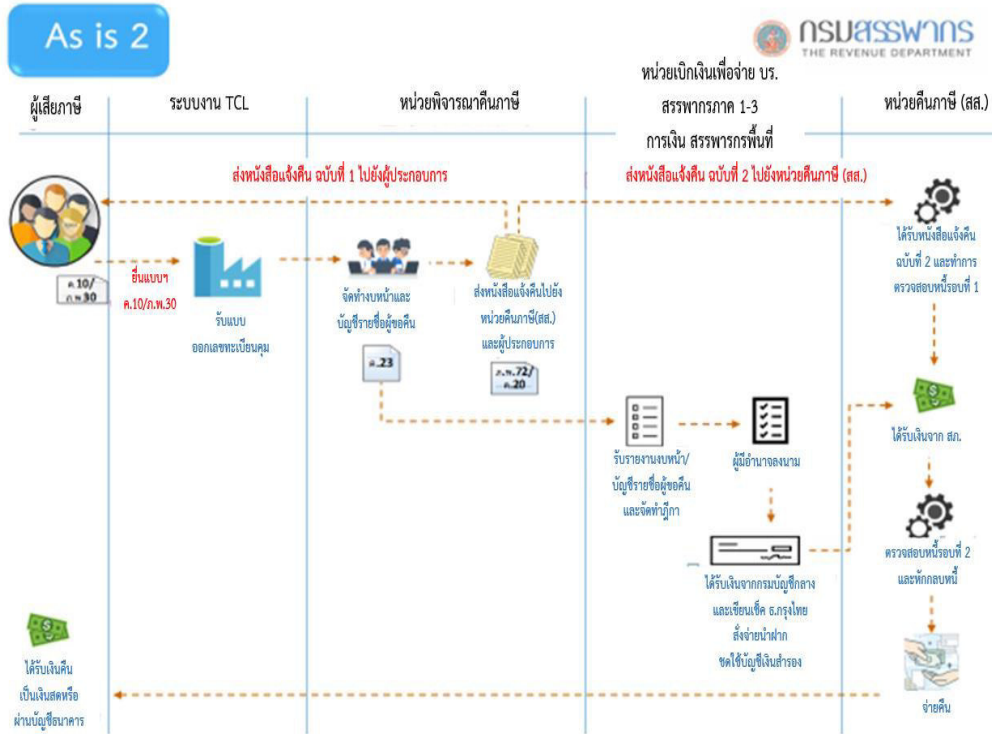 As is 2
กรมสรรพากร
THE REVENUE DEPARTMENT
ผู้เสียภาษี
ระบบงาน TCL
หน่วยพิจารณาคืนภาษี
หน่วยเบิกเงินเพื่อจ่าย บร.
สรรพากรภาค 1-3
การเงิน สรรพารกรพื้นที่
หน่วยคืนภาษี (สส.)
ส่งหนังสือแจ้งคืน ฉบับที่ 1 ไปยังผู้ประกอบการ
ส่งหนังสือแจ้งคืน ฉบับที่ 2 ไปยังหน่วยคืนภาษี (สส.)
ค.10/
ภ.พ.30
ยื่นแบบฯ
ค.10/ภ.พ.30
รับแบบ
ออกเลขทะเบียนคุม
จัดทำงบหน้าและ
บัญชีรายชื่อผู้ขอคืน
ค.23
ส่งหนังสือแจ้งคืนไปยัง
หน่วยคืนภาษี(สส.)
และผู้ประกอบการ
ภ.พ.72/
ค.20
ได้รับหนังสือแจ้งคืน
ฉบับที่ 2 และทำการ
ตรวจสอบหนี้รอบที่ 1
รับรายงานงบหน้า/
บัญชีรายชื่อผู้ขอคืน
และจัดทำฎีกา
ผู้มีอำนาจลงนาม
ได้รับเงินจาก สภ.
ได้รับเงินจากกรมบัญชีกลาง
และเขียนเช็ค ธ.กรุงไทย
สั่งจ่ายนำฝาก
ชดใช้บัญชีเงินสำรอง
ตรวจสอบหนี้รอบที่ 2
และหักกลบหนี้
จ่ายคืน
ได้รับเงินคืน
เป็นเงินสดหรือ
ผ่านบัญชีธนาคาร